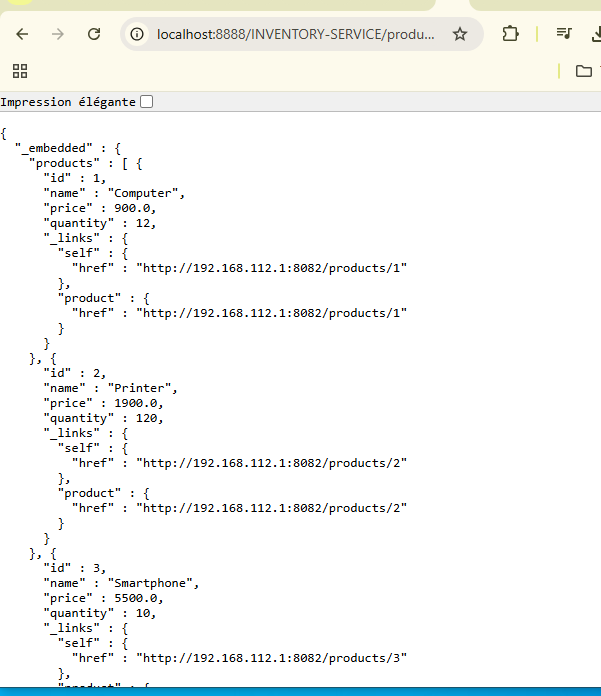 localhost:8888/INVENTORY-SERVICE/produ...
Impression élégante
{
  "_embedded" : {
    "products" : [ {
      "id" : 1,
      "name" : "Computer",
      "price" : 900.0,
      "quantity" : 12,
      "_links" : {
        "self" : {
          "href" : "http://192.168.112.1:8082/products/1"
        },
        "product" : {
          "href" : "http://192.168.112.1:8082/products/1"
        }
      }
    }, {
      "id" : 2,
      "name" : "Printer",
      "price" : 1900.0,
      "quantity" : 120,
      "_links" : {
        "self" : {
          "href" : "http://192.168.112.1:8082/products/2"
        },
        "product" : {
          "href" : "http://192.168.112.1:8082/products/2"
        }
      }
    }, {
      "id" : 3,
      "name" : "Smartphone",
      "price" : 5500.0,
      "quantity" : 10,
      "_links" : {
        "self" : {
          "href" : "http://192.168.112.1:8082/products/3"
        },
        "product" : {